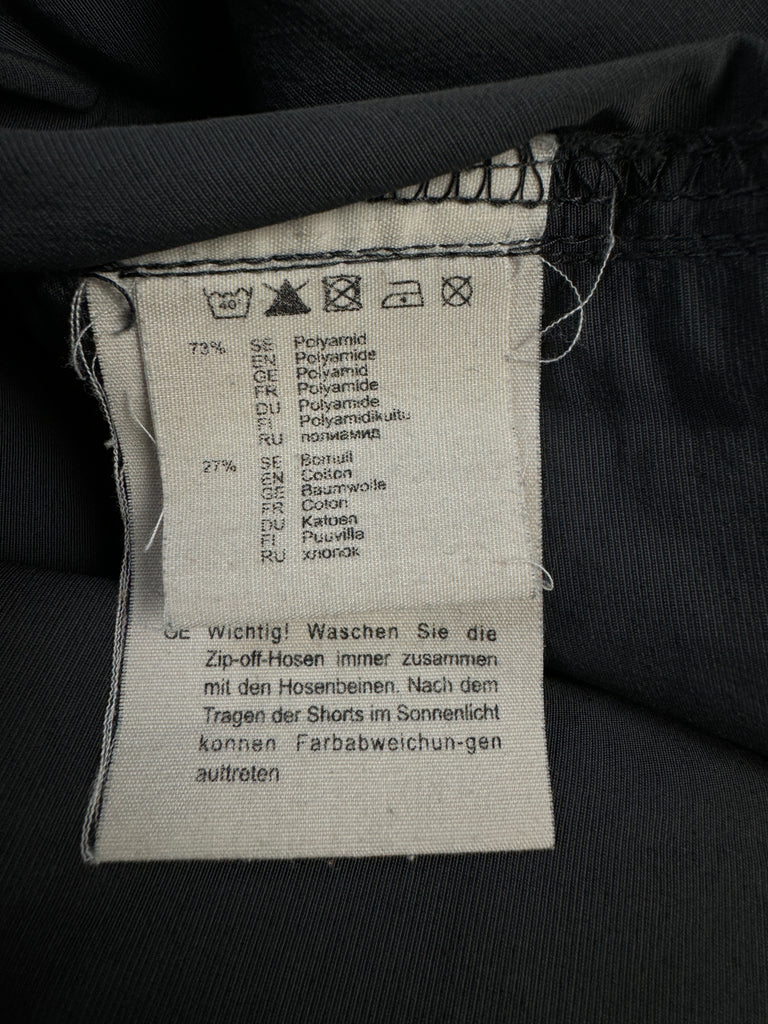 40°
73% SE Polyamid
EN Polyamide
GE Polyamid
FR Polyamide
DU Polyamide
FI Polyamidikuitu
RU полиамид
27% SE Bomull
EN Cotton
GE Baumwolle
FR Coton
DU Katoen
FI Puuvilla
RU хлопок
GE Wichtig! Waschen Sie die
Zip-off-Hosen immer zusammen
mit den Hosenbeinen. Nach dem
Tragen der Shorts im Sonnenlicht
konnen Farbabweichun-gen
auftreten